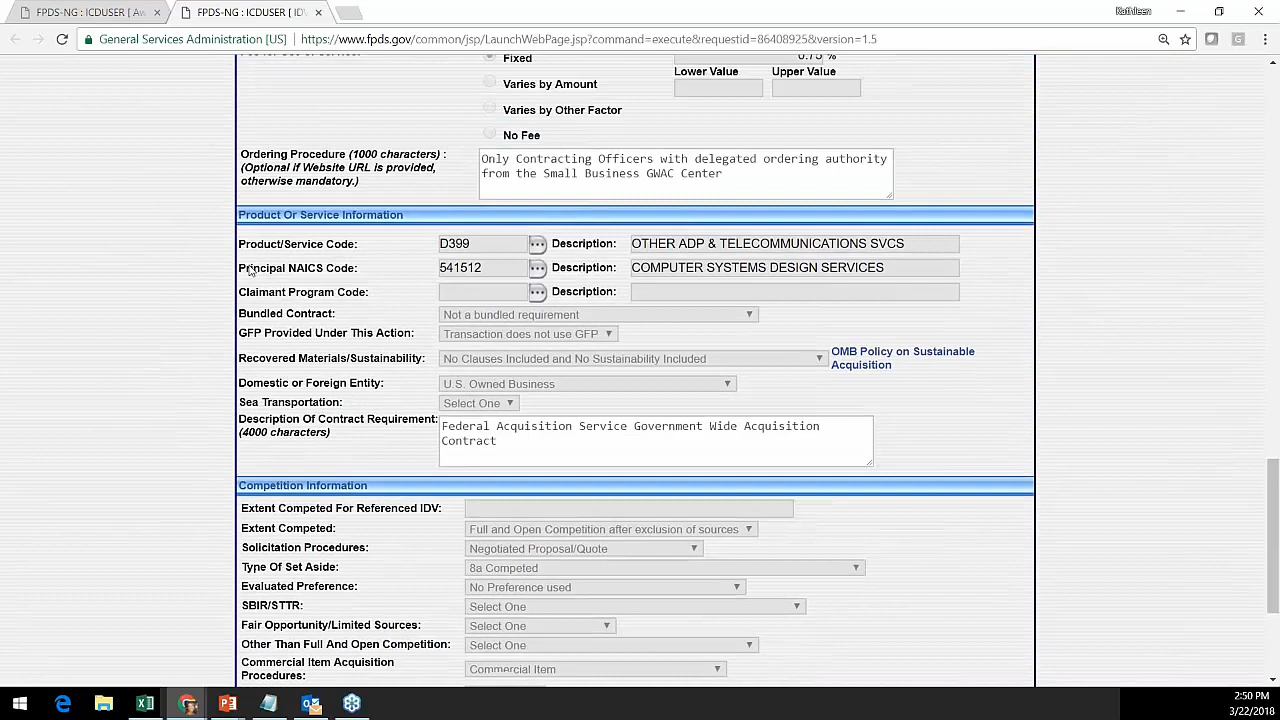 FPDS-NG : ICDUSER [ Aw
FPDS-NG : ICDUSER [ IDV
Kathleen
General Services Administration [US] https://www.fpds.gov/common/jsp/LaunchWebPage.jsp?command=execute&requestid=86408925&version=1.5
Fixed 0.75 %
Lower Value Upper Value
Varies by Amount
Varies by Other Factor
No Fee
Ordering Procedure (1000 characters) :
(Optional if Website URL is provided,
otherwise mandatory.)
Only Contracting Officers with delegated ordering authority
from the Small Business GWAC Center
Product Or Service Information
Product/Service Code: D399 Description: OTHER ADP & TELECOMMUNICATIONS SVCS
Principal NAICS Code: 541512 Description: COMPUTER SYSTEMS DESIGN SERVICES
Claimant Program Code: Description:
Bundled Contract: Not a bundled requirement
GFP Provided Under This Action: Transaction does not use GFP
Recovered Materials/Sustainability: No Clauses Included and No Sustainability Included
OMB Policy on Sustainable
Acquisition
Domestic or Foreign Entity: U.S. Owned Business
Sea Transportation: Select One
Description Of Contract Requirement:
(4000 characters)
Federal Acquisition Service Government Wide Acquisition
Contract
Competition Information
Extent Competed For Referenced IDV:
Extent Competed: Full and Open Competition after exclusion of sources
Solicitation Procedures: Negotiated Proposal/Quote
Type Of Set Aside: 8a Competed
Evaluated Preference: No Preference used
SBIR/STTR: Select One
Fair Opportunity/Limited Sources: Select One
Other Than Full And Open Competition: Select One
Commercial Item Acquisition
Procedures:
Commercial Item
2:50 PM
3/22/2018